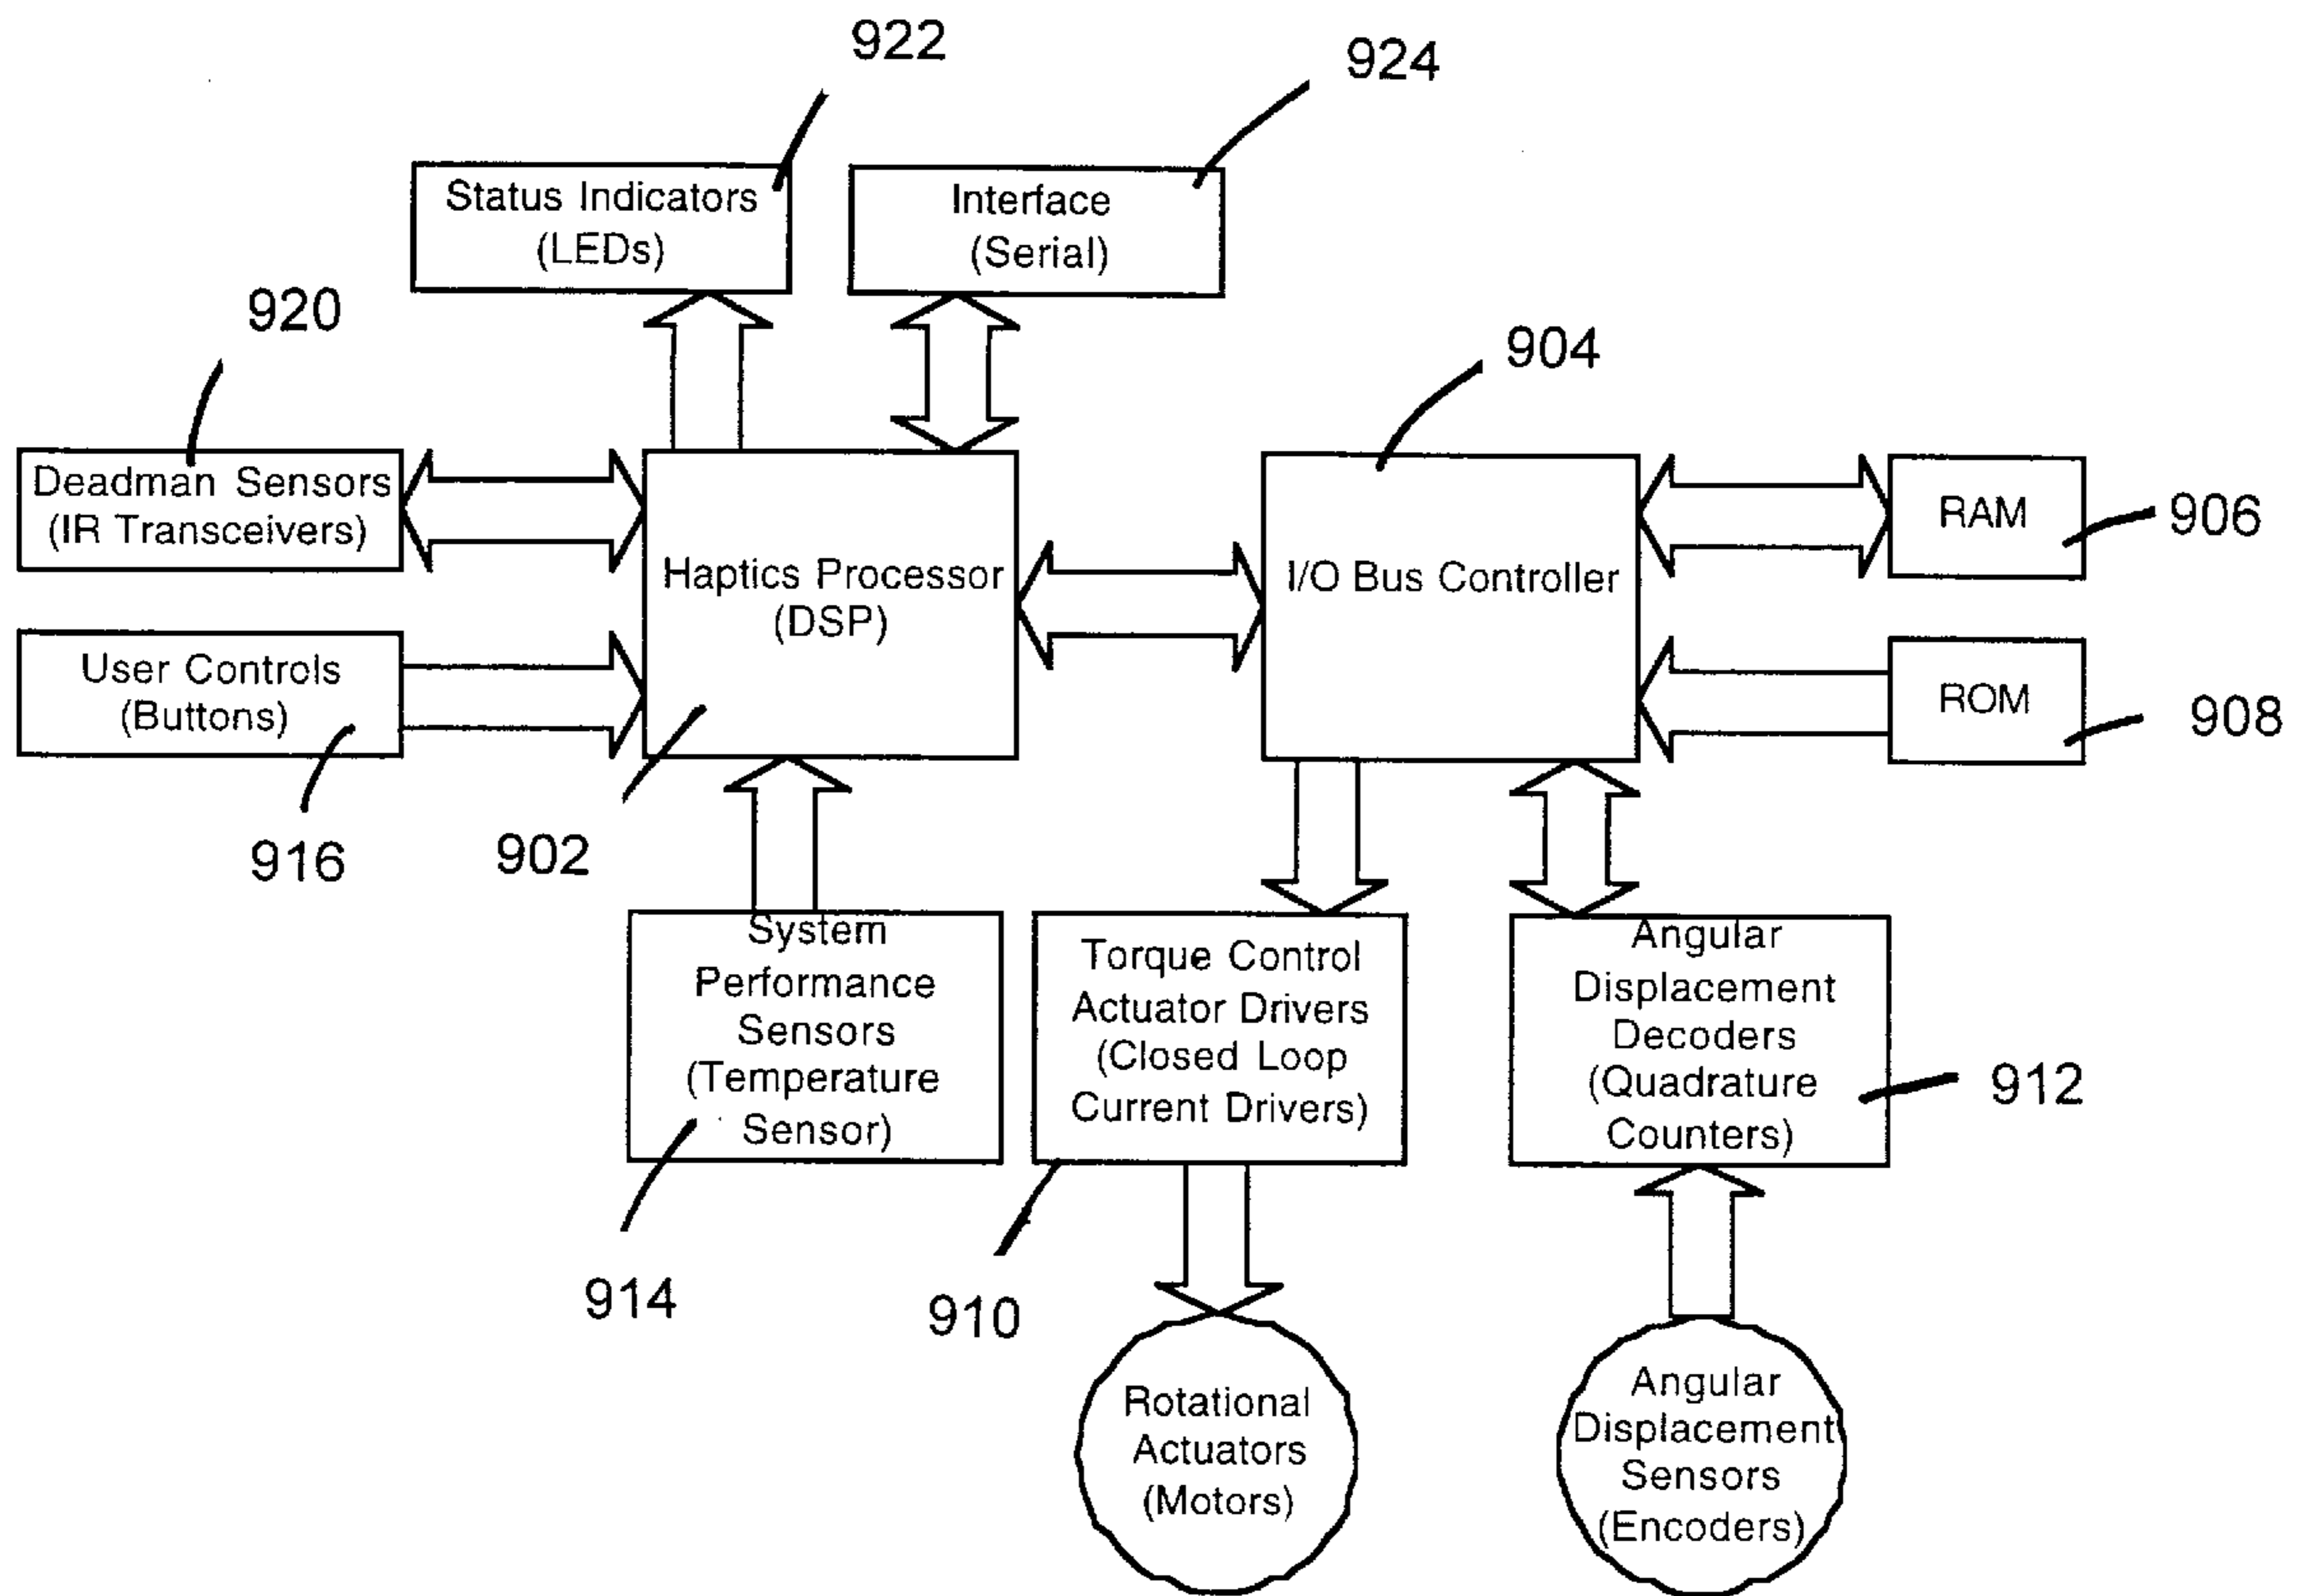 922
924
Status Indicators
(LEDs)
Interface
(Serial)
920
904
Deadman Sensors
(IR Transceivers)
Haptics Processor
(DSP)
I/O Bus Controller
RAM
906
User Controls
(Buttons)
ROM
908
916
902
System
Performance
Sensors
(Temperature
Sensor)
Torque Control
Actuator Drivers
(Closed Loop
Current Drivers)
Angular
Displacement
Decoders
(Quadrature
Counters)
912
914
910
Rotational
Actuators
(Motors)
Angular
Displacement
Sensors
(Encoders)